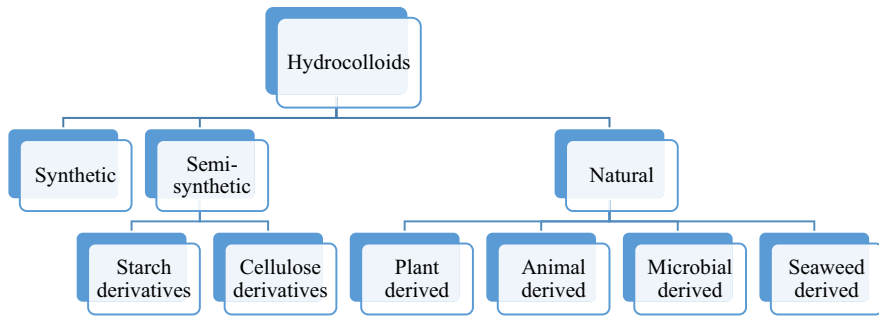 Hydrocolloids
Synthetic
Semi-
synthetic
Natural
Starch
derivatives
Cellulose
derivatives
Plant
derived
Animal
derived
Microbial
derived
Seaweed
derived